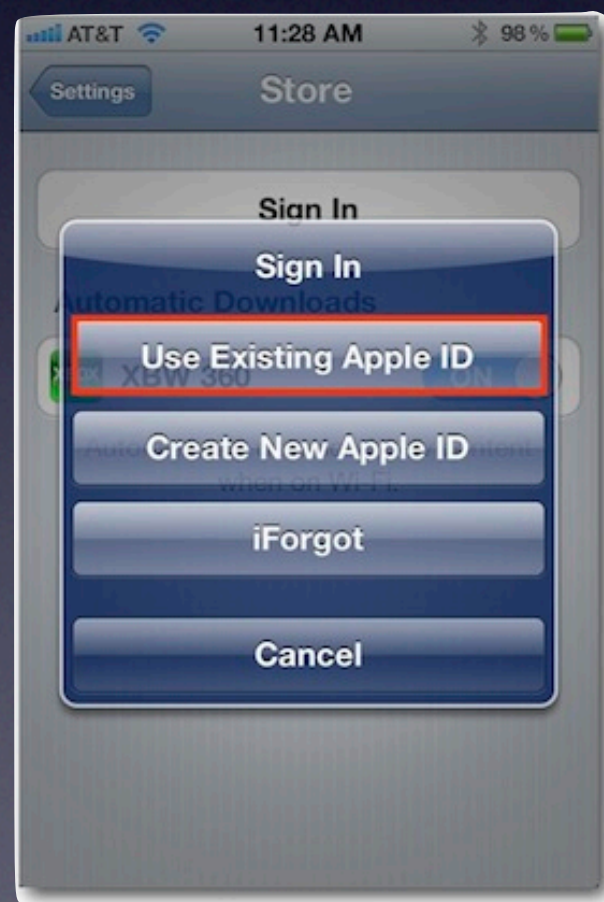 AT&T 11:28 AM 98%
Settings Store
Sign In
Sign In
Automatic Downloads
Use Existing Apple ID
XBOX XBW 360 ON
Create New Apple ID
when on Wi-Fi.
iForgot
Cancel